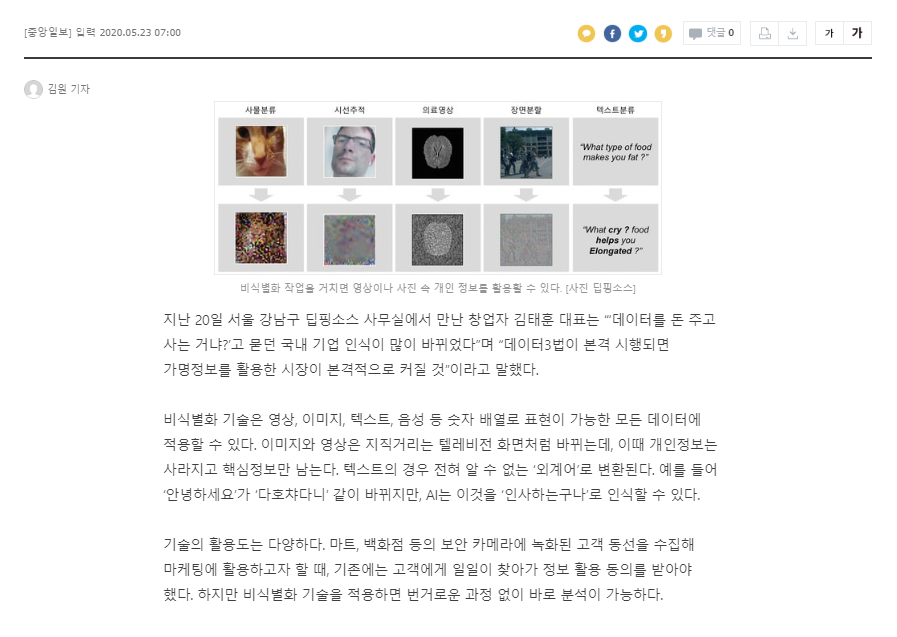 [중앙일보] 입력 2020.05.23 07:00
댓글 0
가 가
김원 기자
사물분류 시선추적 의료영상 장면분할 텍스트분류
"What type of food
makes you fat ?"
"What cry ? food
helps you
Elongated ?"
비식별화 작업을 거치면 영상이나 사진 속 개인 정보를 활용할 수 있다. [사진 딥핑소스]
지난 20일 서울 강남구 딥핑소스 사무실에서 만난 창업자 김태훈 대표는 “’데이터를 돈 주고
사는 거냐?’고 묻던 국내 기업 인식이 많이 바뀌었다”며 “데이터3법이 본격 시행되면
가명정보를 활용한 시장이 본격적으로 커질 것”이라고 말했다.
비식별화 기술은 영상, 이미지, 텍스트, 음성 등 숫자 배열로 표현이 가능한 모든 데이터에
적용할 수 있다. 이미지와 영상은 지직거리는 텔레비전 화면처럼 바뀌는데, 이때 개인정보는
사라지고 핵심정보만 남는다. 텍스트의 경우 전혀 알 수 없는 ‘외계어’로 변환된다. 예를 들어
‘안녕하세요’가 ‘다호챠다니’ 같이 바뀌지만, AI는 이것을 ‘인사하는구나’로 인식할 수 있다.
기술의 활용도는 다양하다. 마트, 백화점 등의 보안 카메라에 녹화된 고객 동선을 수집해
마케팅에 활용하고자 할 때, 기존에는 고객에게 일일이 찾아가 정보 활용 동의를 받아야
했다. 하지만 비식별화 기술을 적용하면 번거로운 과정 없이 바로 분석이 가능하다.